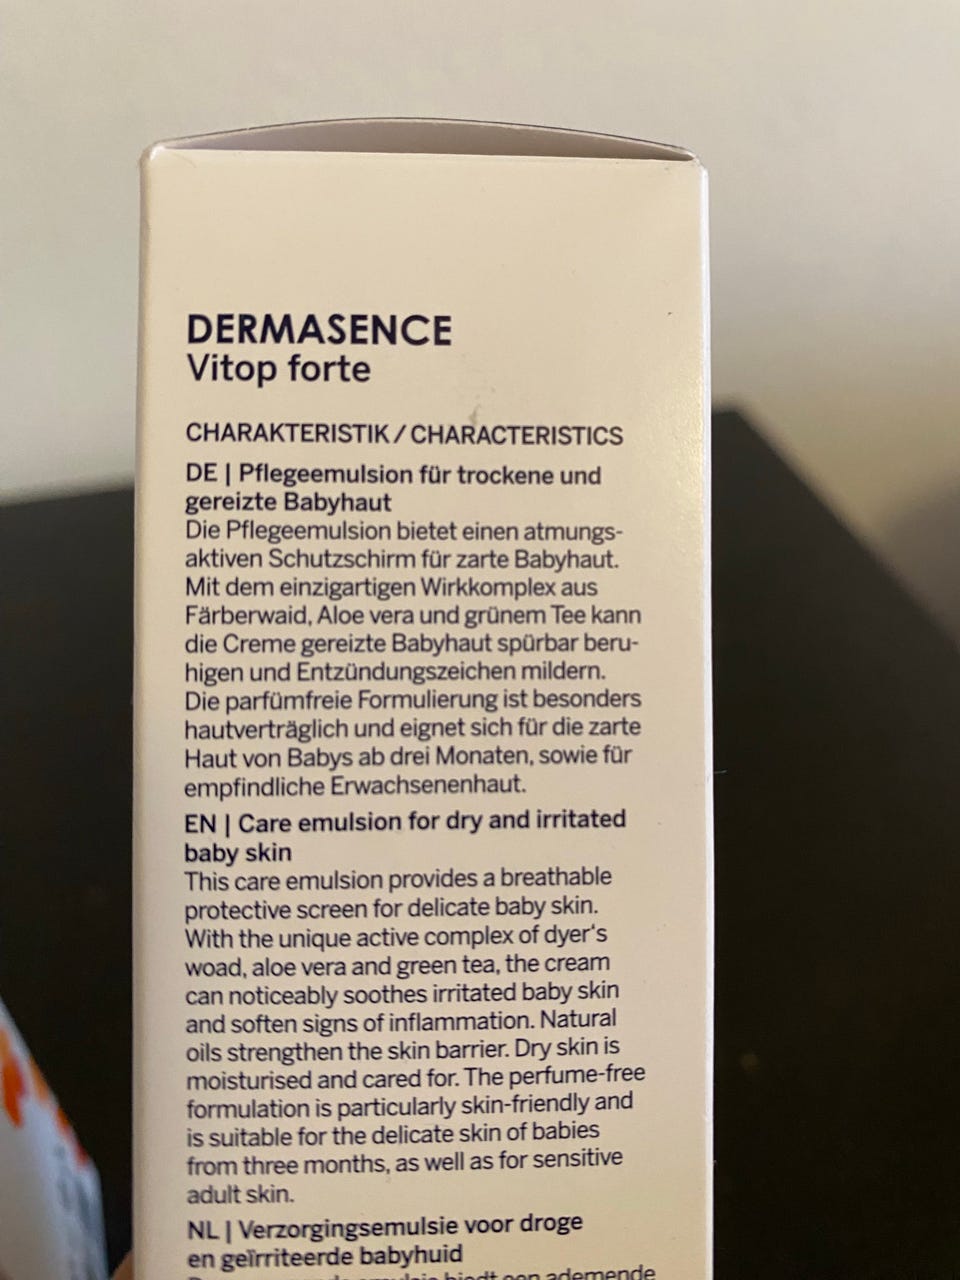 DERMASENCE
Vitop forte
CHARAKTERISTIK / CHARACTERISTICS
DE | Pflegeemulsion für trockene und
gereizte Babyhaut
Die Pflegeemulsion bietet einen atmungs-
aktiven Schutzschirm für zarte Babyhaut.
Mit dem einzigartigen Wirkkomplex aus
Färberwaid, Aloe vera und grünem Tee kann
die Creme gereizte Babyhaut spürbar beru-
higen und Entzündungszeichen mildern.
Die parfümfreie Formulierung ist besonders
hautverträglich und eignet sich für die zarte
Haut von Babys ab drei Monaten, sowie für
empfindliche Erwachsenenhaut.
EN | Care emulsion for dry and irritated
baby skin
This care emulsion provides a breathable
protective screen for delicate baby skin.
With the unique active complex of dyer‘s
woad, aloe vera and green tea, the cream
can noticeably soothes irritated baby skin
and soften signs of inflammation. Natural
oils strengthen the skin barrier. Dry skin is
moisturised and cared for. The perfume-free
formulation is particularly skin-friendly and
is suitable for the delicate skin of babies
from three months, as well as for sensitive
adult skin.
NL | Verzorgingsemulsie voor droge
en geïrriteerde babyhuid
een ademende